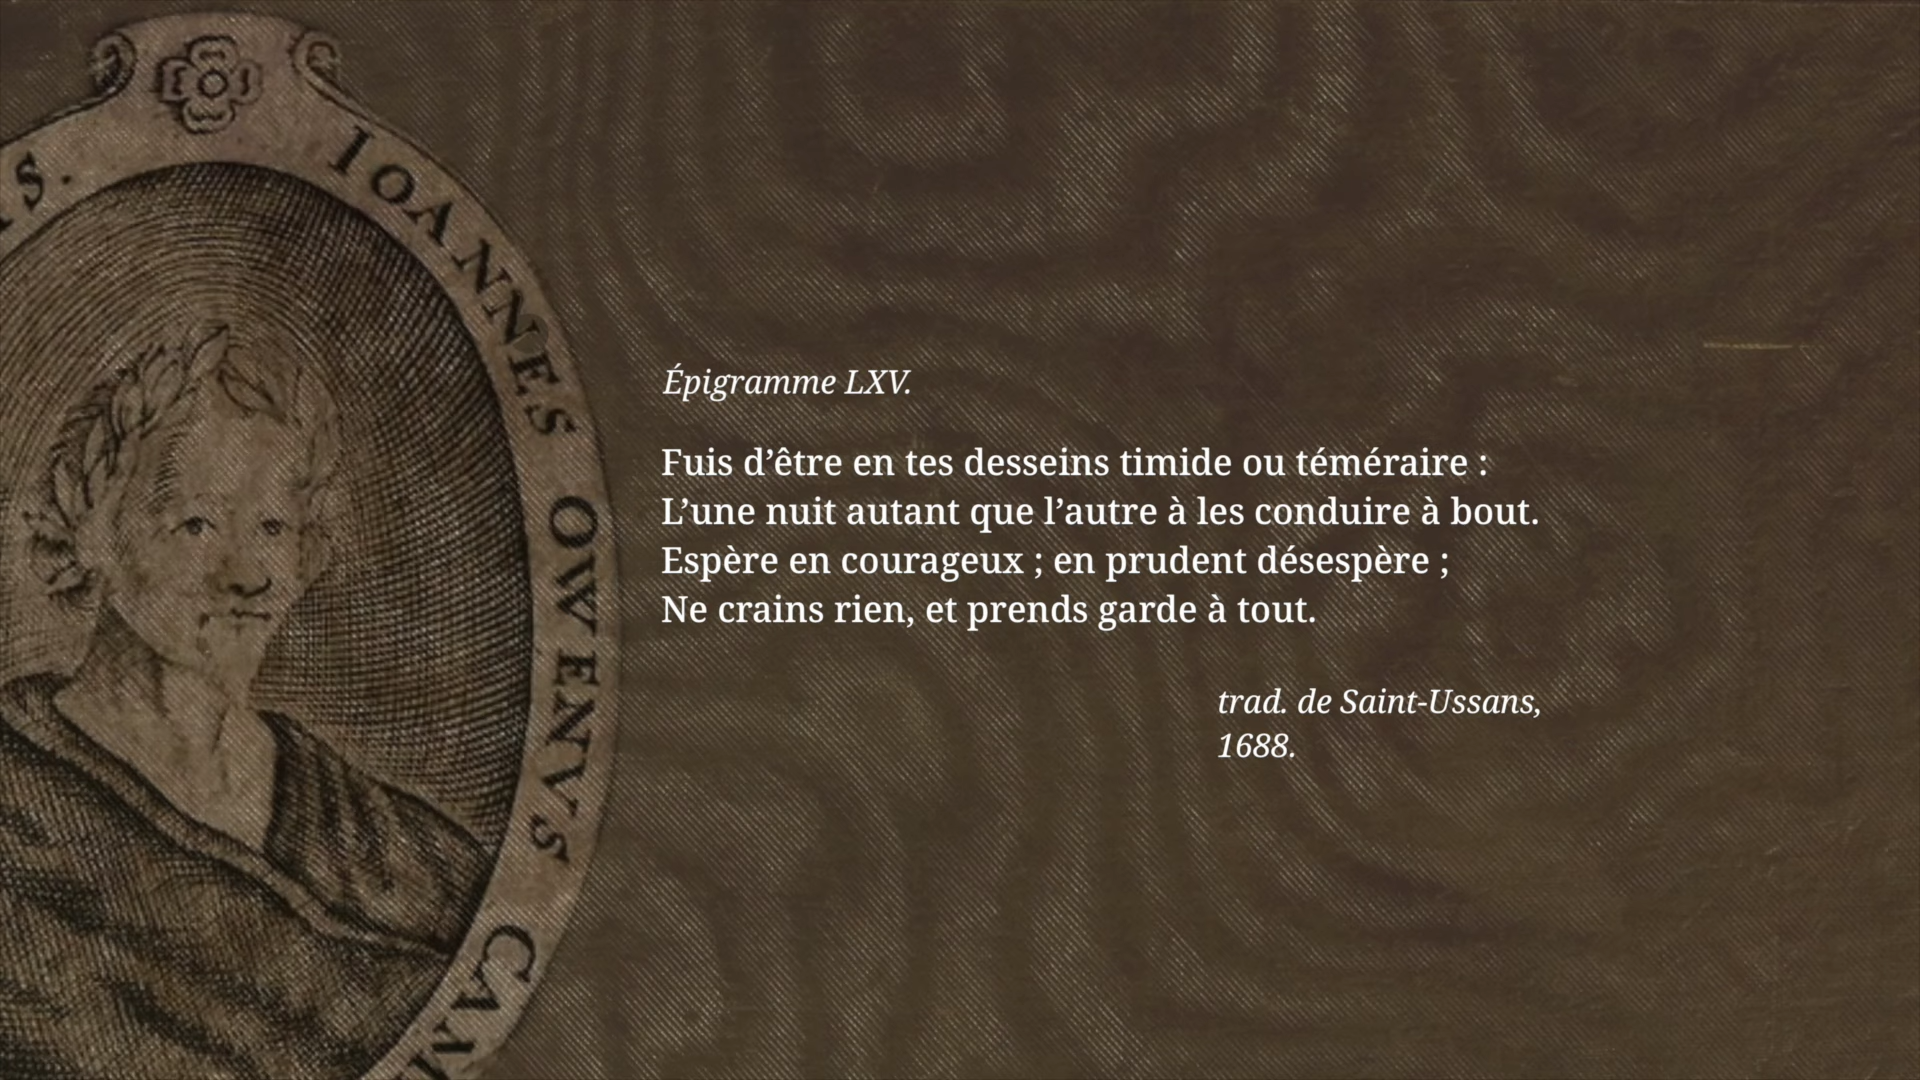 S.
IOANNES OWENVS CAM
Épigramme LXV.
Fuis d’être en tes desseins timide ou téméraire :
L’une nuit autant que l’autre à les conduire à bout.
Espère en courageux ; en prudent désespère ;
Ne crains rien, et prends garde à tout.
trad. de Saint-Ussans,
1688.